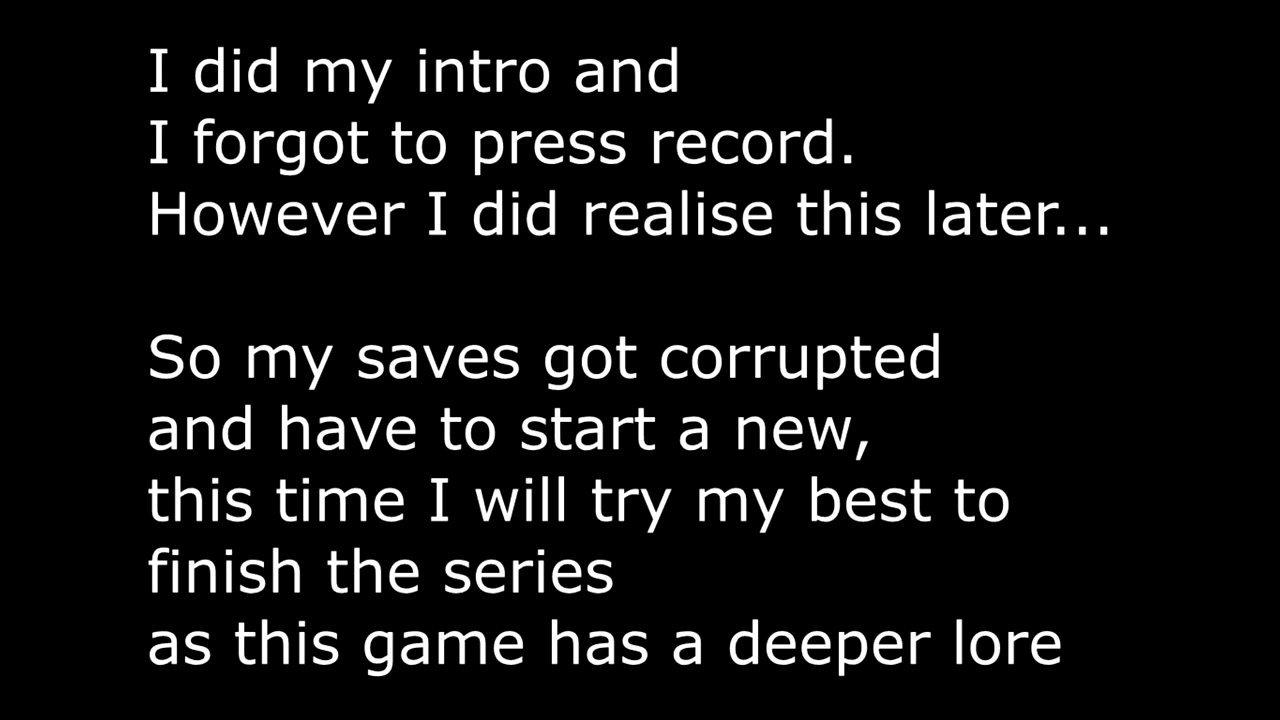 I did my intro and
I forgot to press record.
However I did realise this later...
So my saves got corrupted
and have to start a new,
this time I will try my best to
finish the series
as this game has a deeper lore